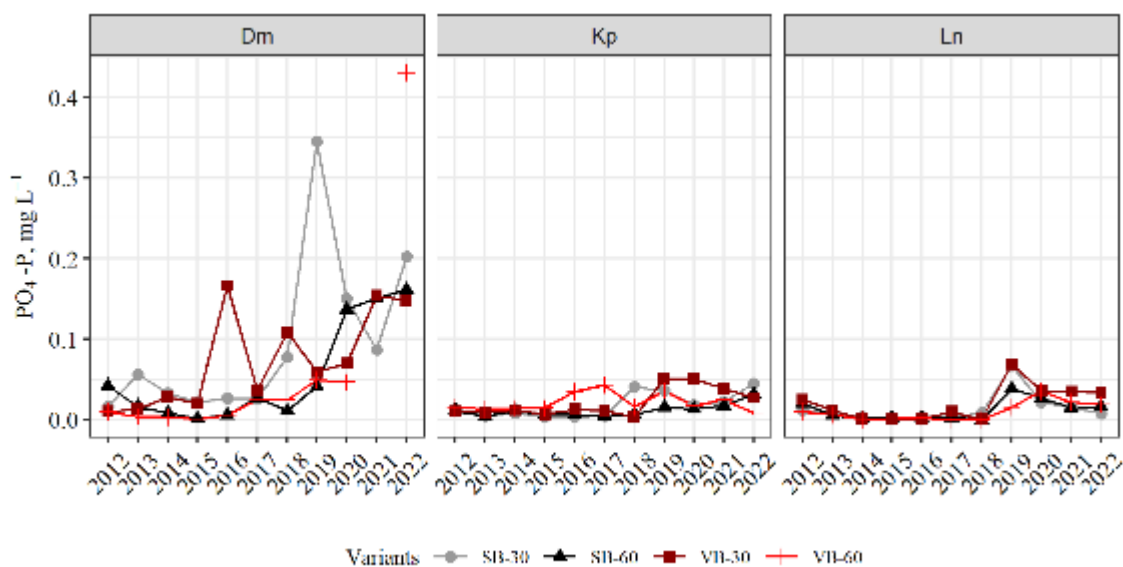 Dm Kp Ln
PO₄-P, mg L⁻¹
0.4
0.3
0.2
0.1
0.0
2012 2013 2014 2015 2016 2017 2018 2019 2020 2021 2022 2012 2013 2014 2015 2016 2017 2018 2019 2020 2021 2022 2012 2013 2014 2015 2016 2017 2018 2019 2020 2021 2022
Variants SB-30 SB-60 VB-30 VB-60